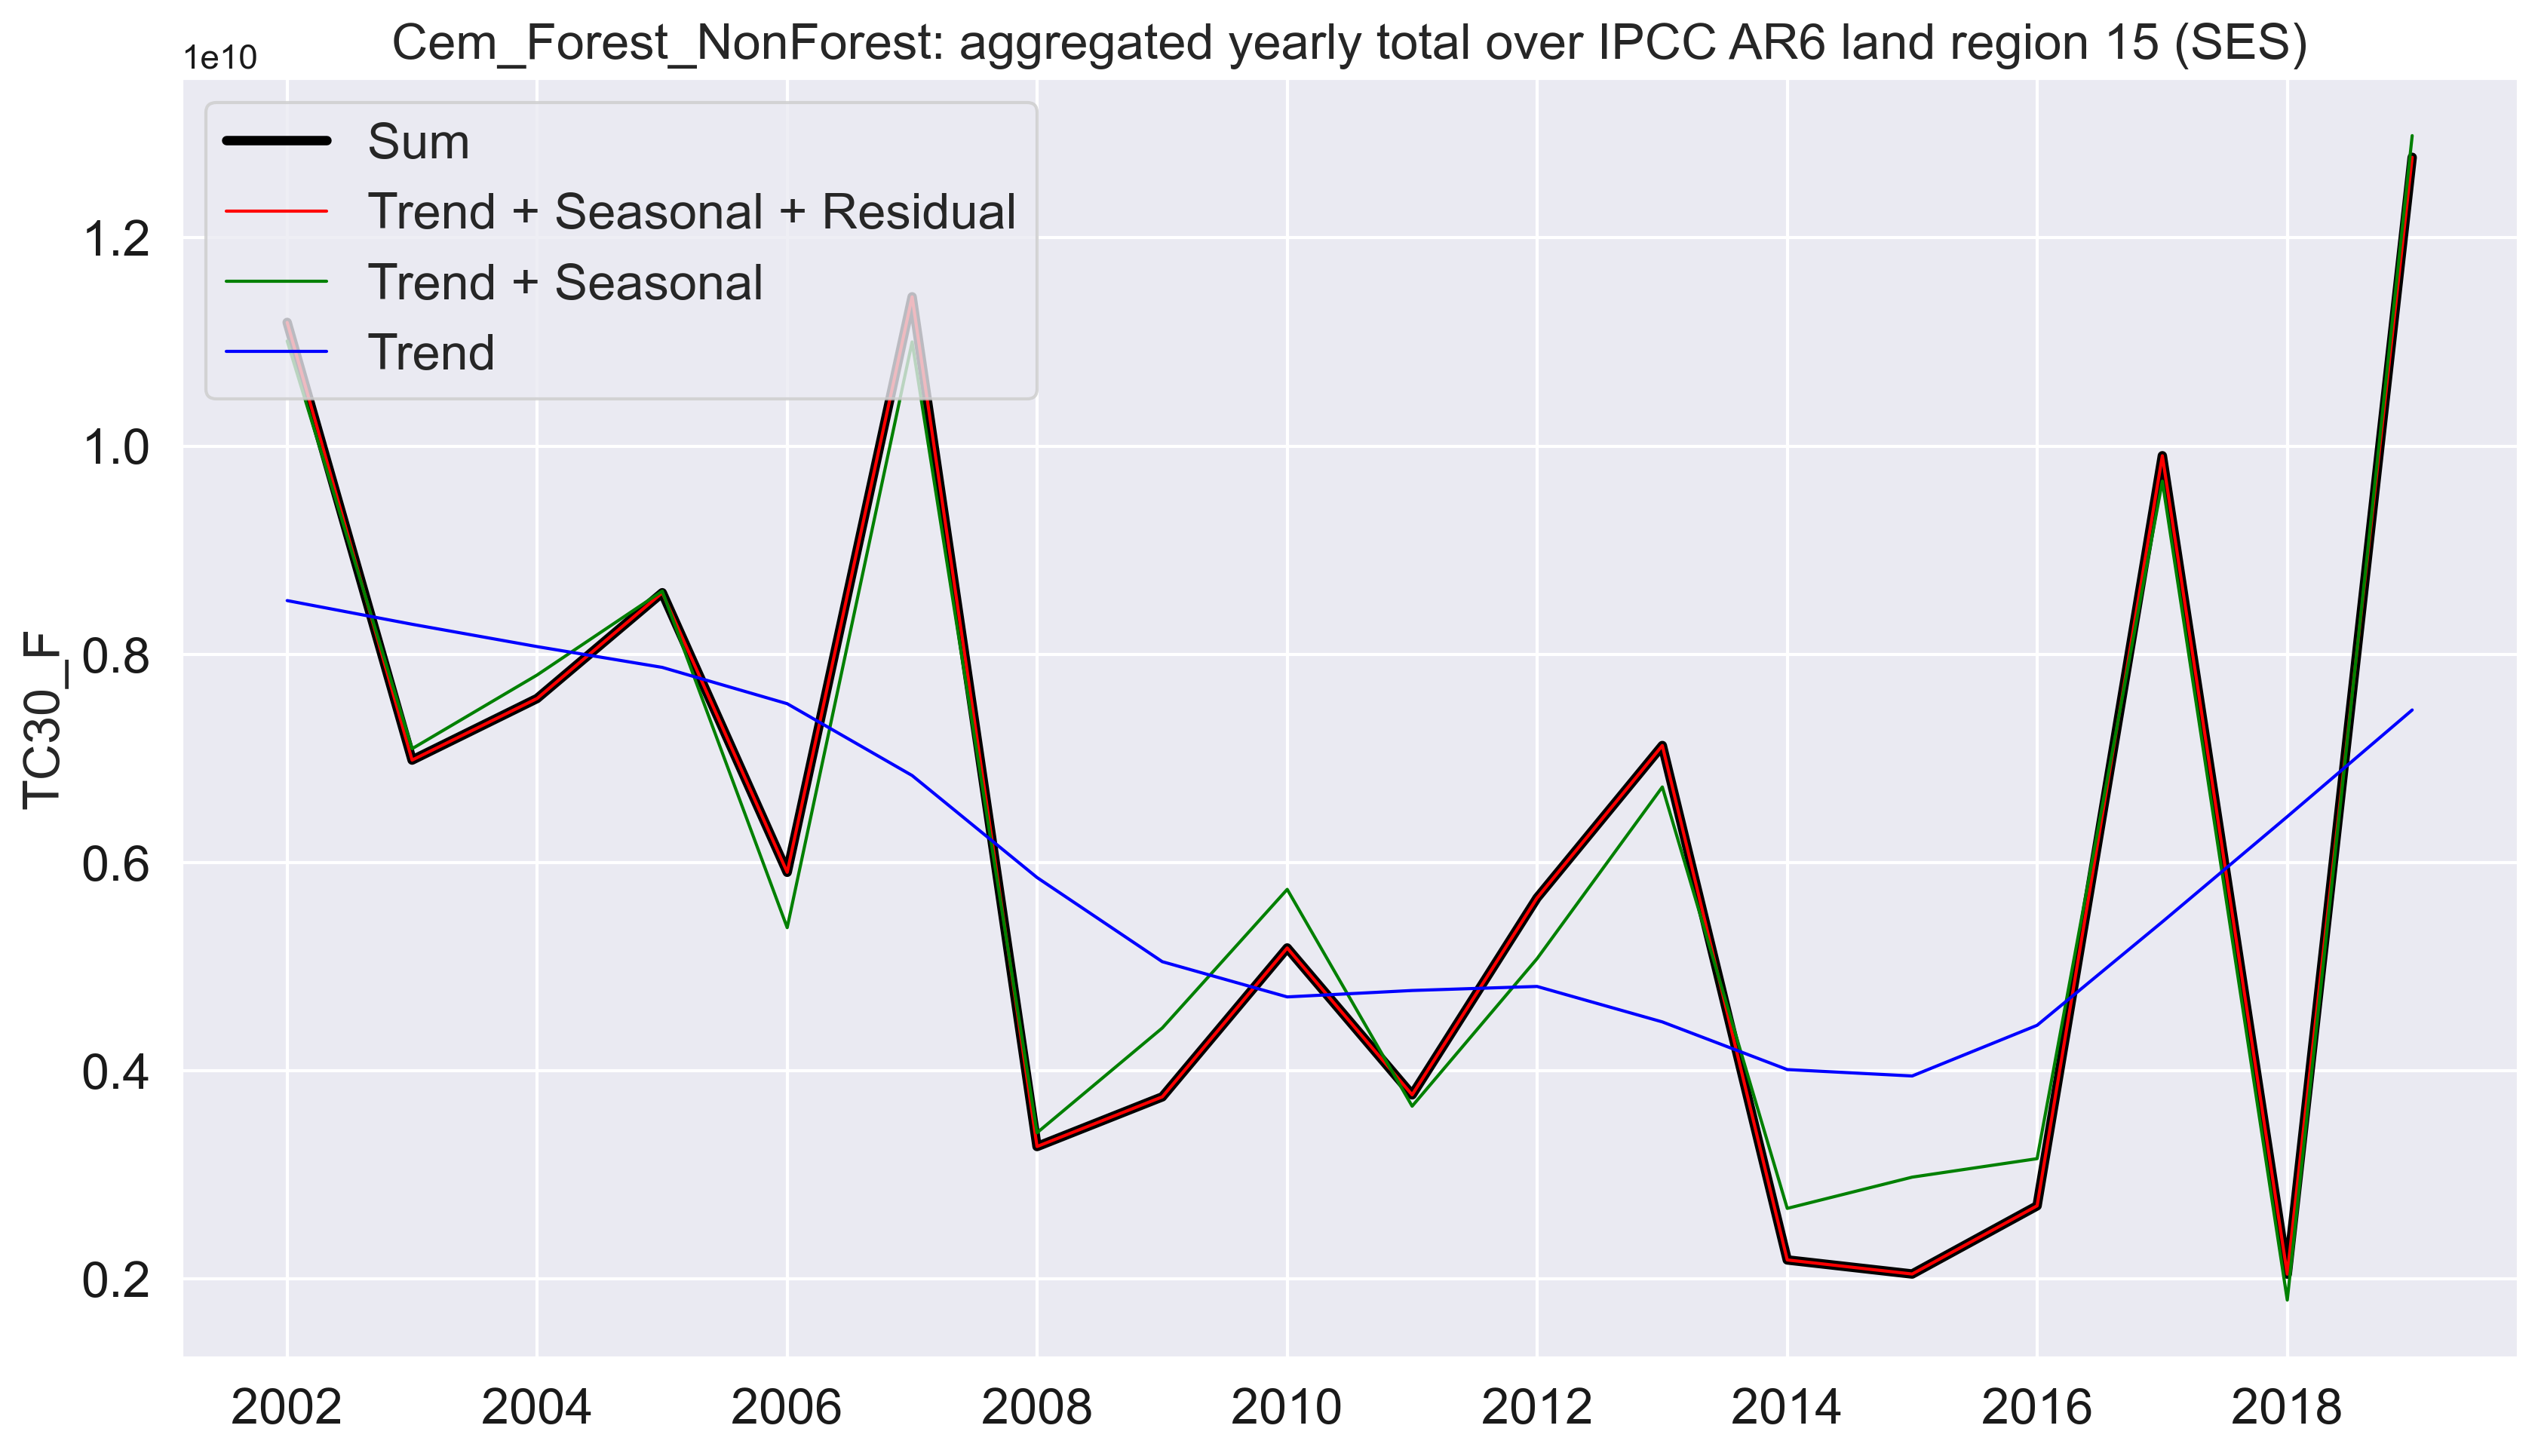 Cem_Forest_NonForest: aggregated yearly total over IPCC AR6 land region 15 (SES)
1e10
Sum
Trend + Seasonal + Residual
Trend + Seasonal
Trend
1.2
1.0
0.8
0.6
0.4
0.2
TC30_F
2002 2004 2006 2008 2010 2012 2014 2016 2018